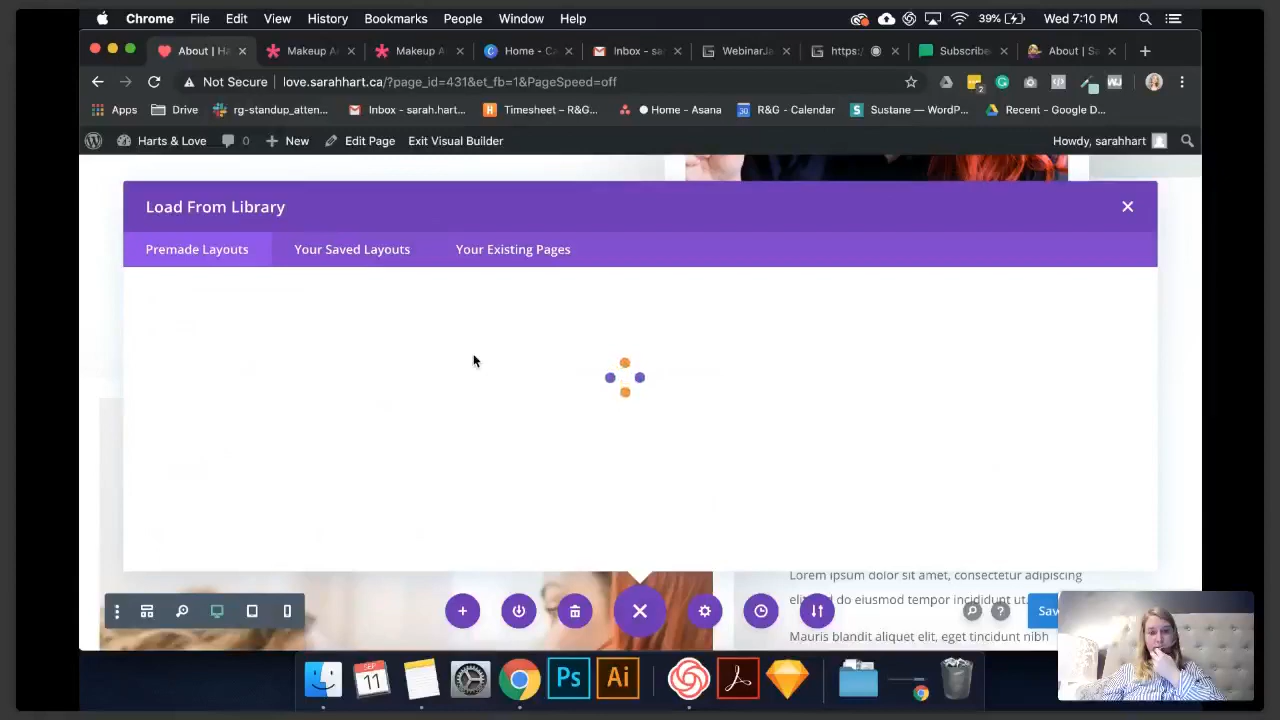 Chrome File Edit View History Bookmarks People Window Help 39% Wed 7:10 PM
About | Ha Makeup A Makeup A Home - CA Inbox - sa WebinarJa https:/ Subscribe About | Sa
Not Secure love.sarahhart.ca/?page_id=431&et_fb=1&PageSpeed=off
2
Apps Drive rg-standup_atten... Inbox - sarah.hart... Timesheet – R&G... Home - Asana R&G - Calendar Sustane — WordP... Recent - Google D...
Harts & Love 0 New Edit Page Exit Visual Builder Howdy, sarahhart
Load From Library
Premade Layouts Your Saved Layouts Your Existing Pages
Lorem ipsum dolor sit amet, consectetur adipiscing
do eiusmod tempor incididunt ut
Mauris blandit aliquet elit, eget tincidunt nibh
Sav
SEP
11
Ps
Ai